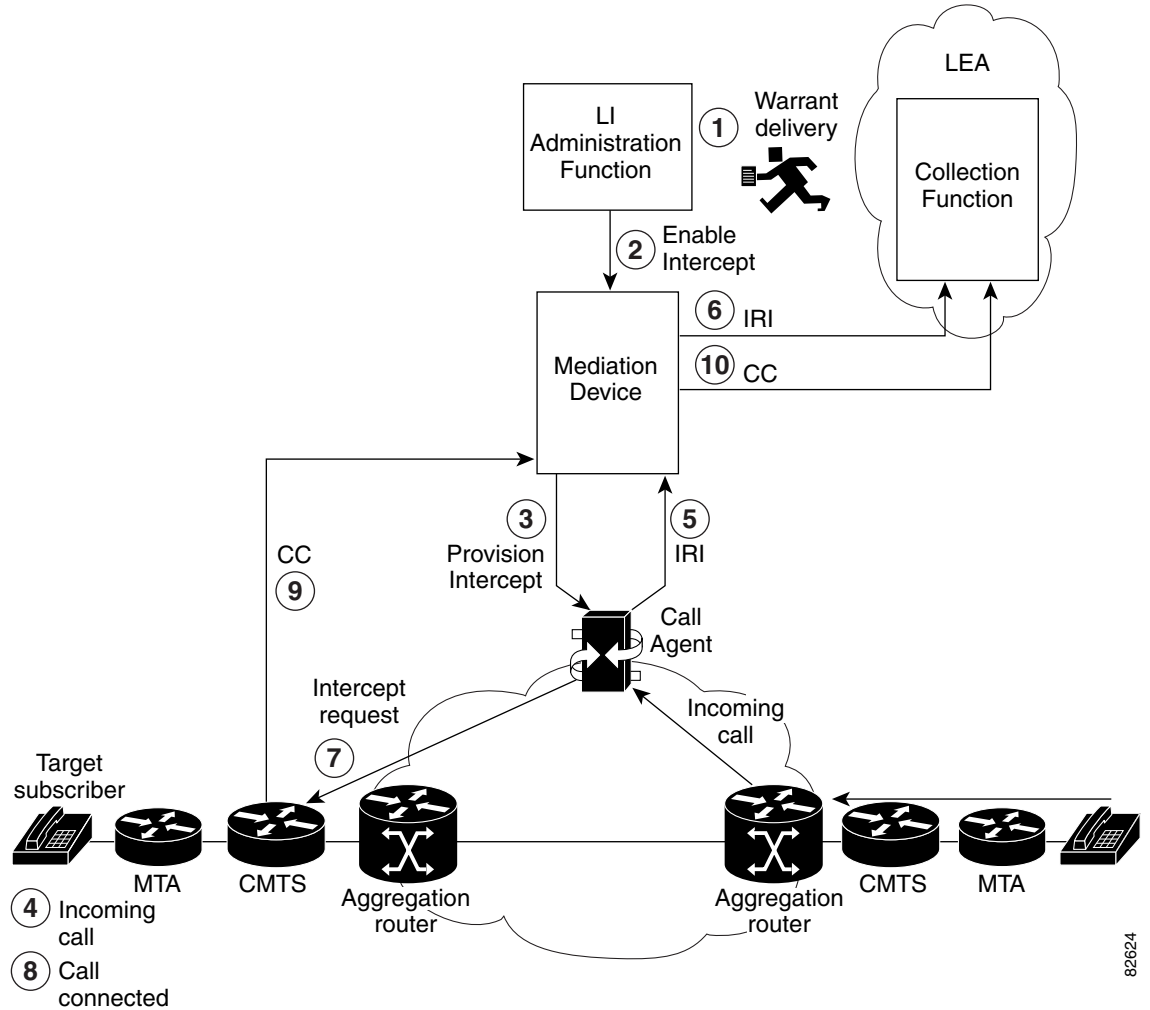 LEA
LI
Administration
Function
1
Warrant
delivery
Collection
Function
2
Enable
Intercept
6
IRI
10
CC
Mediation
Device
3
Provision
Intercept
5
IRI
CC
9
Call
Agent
Intercept
request
7
Incoming
call
Target
subscriber
MTA
CMTS
Aggregation
router
Aggregation
router
CMTS
MTA
4
Incoming
call
8
Call
connected
82624